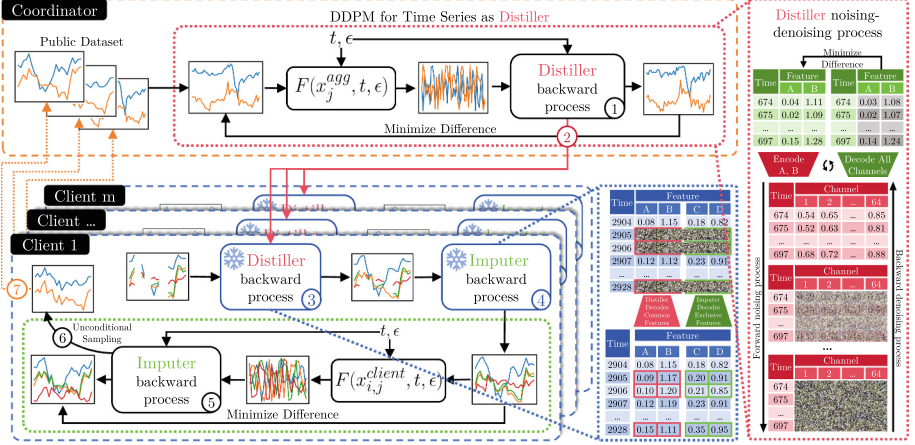 Coordinator
DDPM for Time Series as Distiller
Public Dataset
t, ϵ
F(x_j^{agg}, t, ϵ)
Distiller
backward
process
1
Minimize Difference
2
Client m
Client ...
Client 1
Distiller
backward
process
3
Imputer
backward
process
4
7
6
Unconditional
Sampling
t, ϵ
Imputer
backward
process
5
F(x_{i,j}^{client}, t, ϵ)
Minimize Difference
Time Feature
A B C D
2904 0.08 1.15 0.18 0.82
2905
2906
2907 0.12 1.12 0.23 0.91
... ... ... ... ...
2928
Distiller
Decodes
Common
Features
Imputer
Decodes
Exclusive
Features
Time Feature
A B C D
2904 0.08 1.15 0.18 0.82
2905 0.09 1.17 0.20 0.91
2906 0.10 1.20 0.21 0.85
2907 0.12 1.19 0.23 0.91
... ... ... ... ...
2928 0.15 1.11 0.35 0.95
Distiller noising-
denoising process
Minimize
Difference
Time Feature
A B
674 0.04 1.11
675 0.02 1.09
... ... ...
697 0.15 1.28
Time Feature
A B
674 0.03 1.08
675 0.02 1.07
... ... ...
697 0.14 1.24
Encode
A, B
Decode All
Channels
Forward noising process
Backward denoising process
Time Channel
1 2 ... 64
674 0.54 0.65 ... 0.85
675 0.52 0.63 ... 0.81
... ... ... ... ...
697 0.68 0.72 ... 0.88
Time Channel
1 2 ... 64
674
675
...
697
...
Time Channel
1 2 ... 64
674
675
...
697